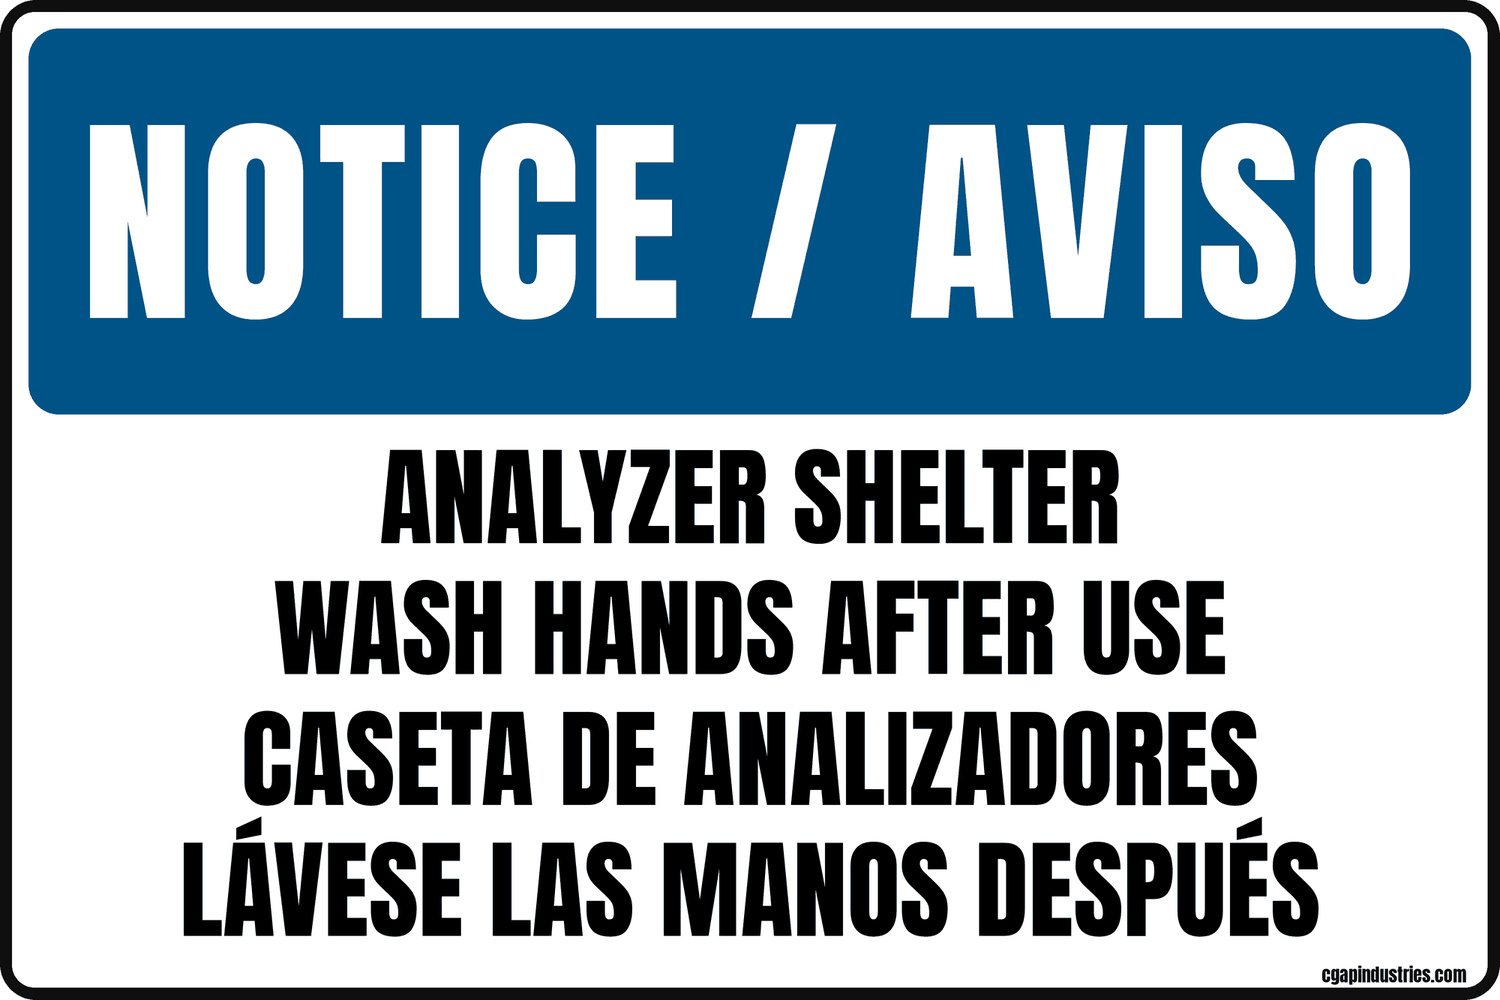 NOTICE / AVISO
ANALYZER SHELTER
WASH HANDS AFTER USE
CASETA DE ANALIZADORES
LÁVESE LAS MANOS DESPUÉS
cgapindustries.com